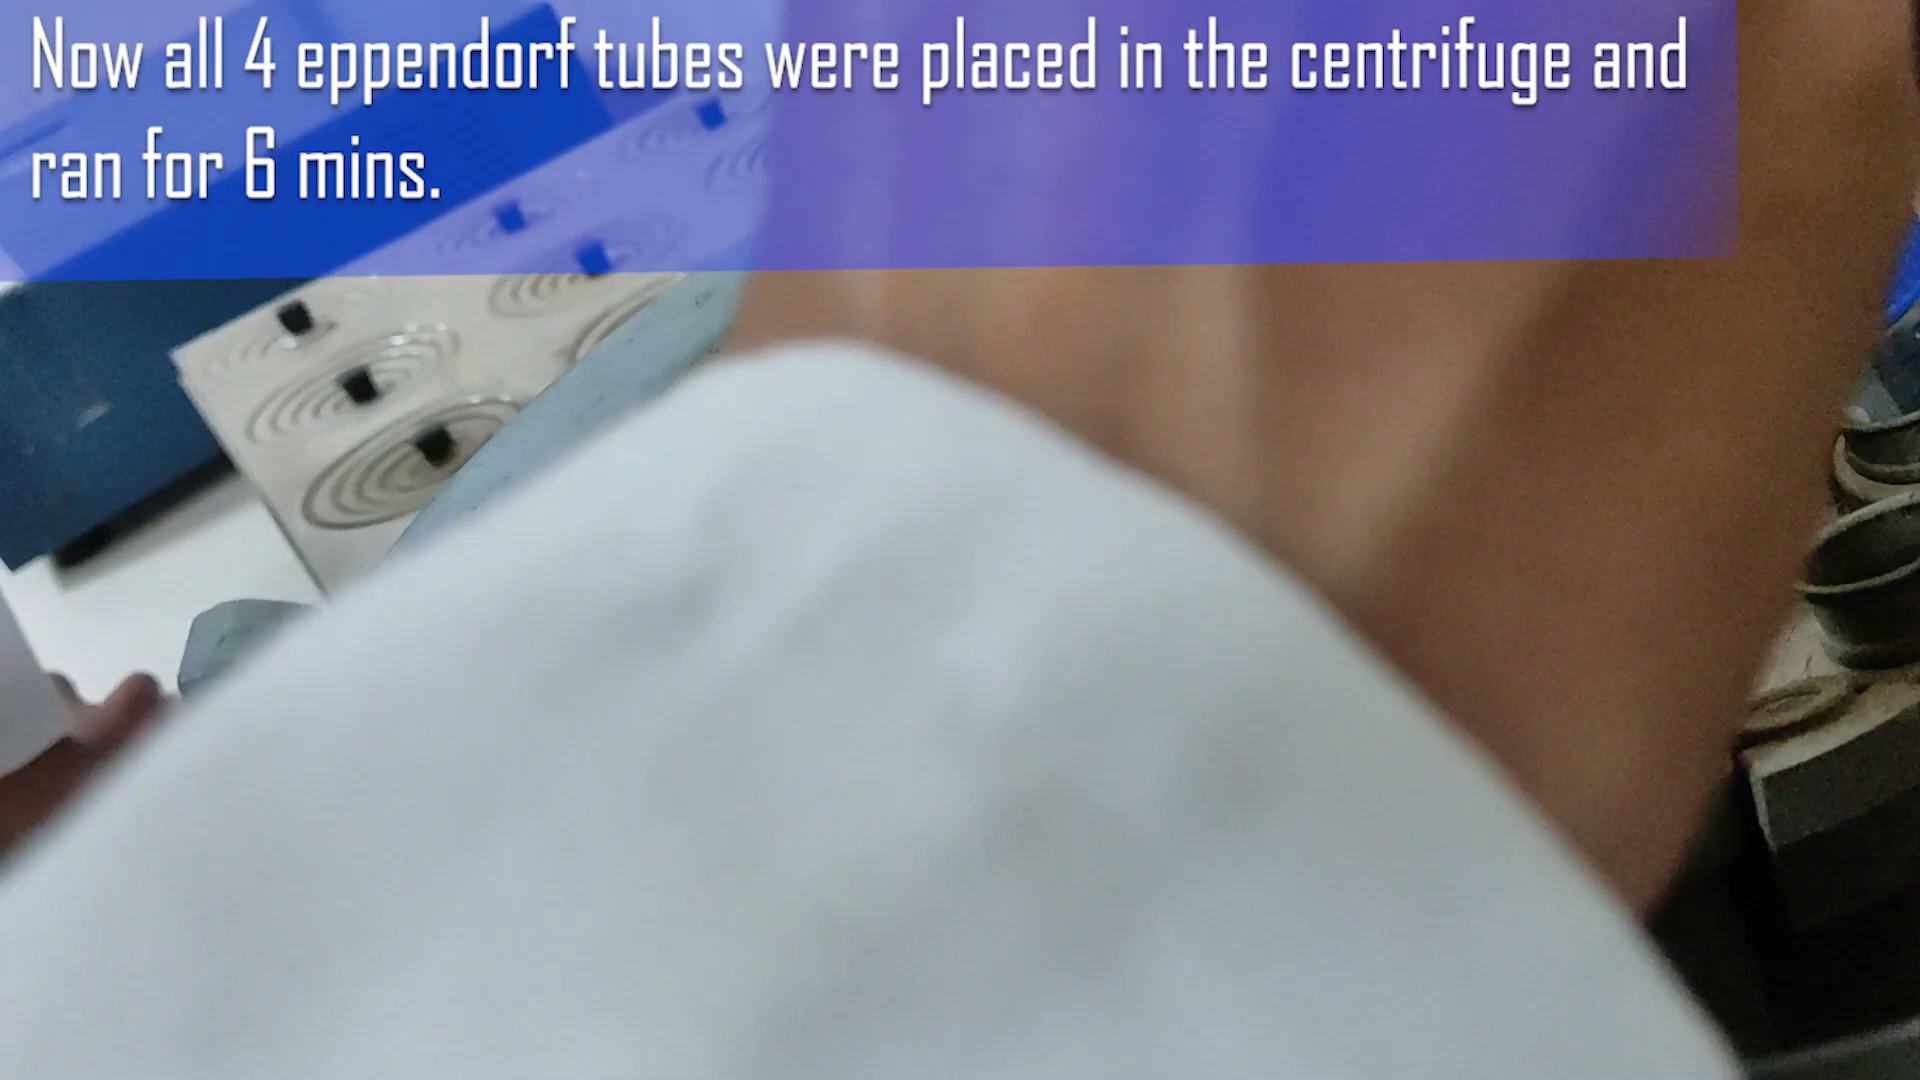 Now all 4 eppendorf tubes were placed in the centrifuge and
ran for 6 mins.